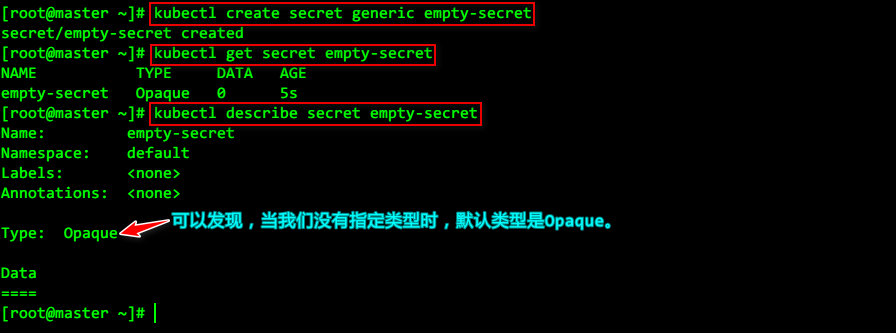 [root@master ~]# kubectl create secret generic empty-secret
secret/empty-secret created
[root@master ~]# kubectl get secret empty-secret
NAME           TYPE     DATA   AGE
empty-secret   Opaque   0      5s
[root@master ~]# kubectl describe secret empty-secret
Name:         empty-secret
Namespace:    default
Labels:       <none>
Annotations:  <none>
可以发现，当我们没有指定类型时，默认类型是Opaque。
Type:  Opaque
Data
====
[root@master ~]#